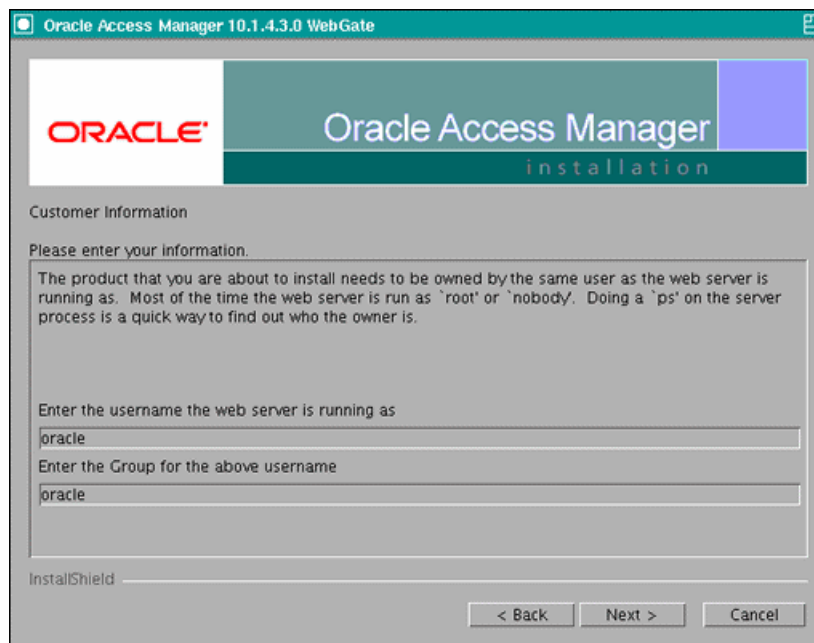 Oracle Access Manager 10.1.4.3.0 WebGate
ORACLE
Oracle Access Manager
installation
Customer Information
Please enter your information.
The product that you are about to install needs to be owned by the same user as the web server is
running as. Most of the time the web server is run as `root' or `nobody'. Doing a `ps' on the server
process is a quick way to find out who the owner is.
Enter the username the web server is running as
oracle
Enter the Group for the above username
oracle
InstallShield
< Back Next > Cancel